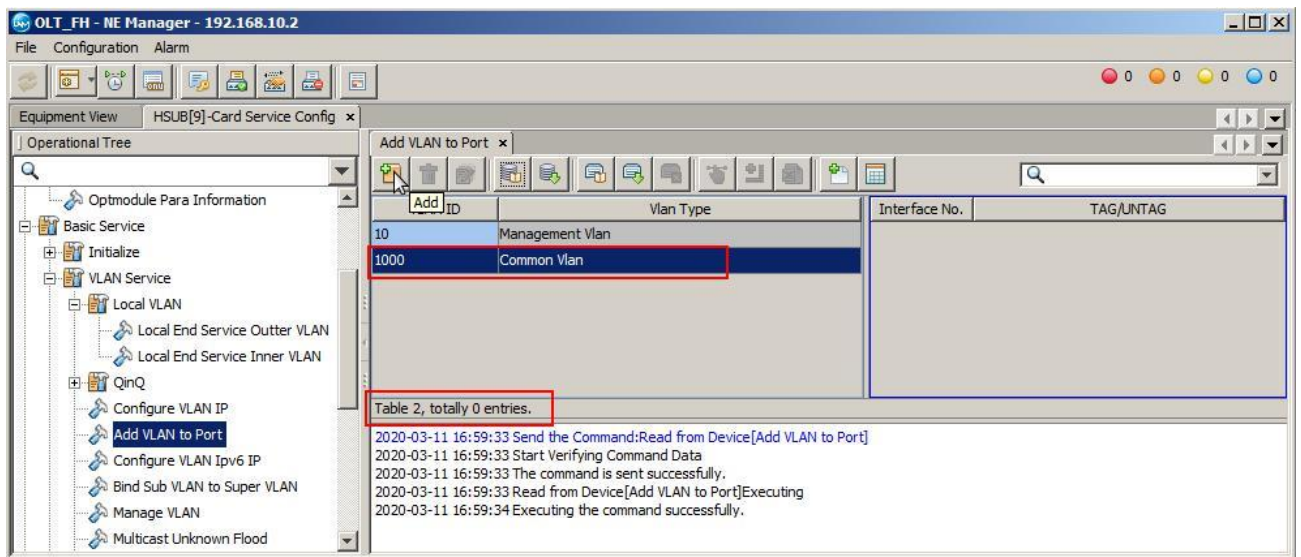 OLT_FH - NE Manager - 192.168.10.2
File Configuration Alarm
0 0 0 0
Equipment View HSUB[9]-Card Service Config
Operational Tree
Add VLAN to Port
Optmodule Para Information
Basic Service
Initialize
VLAN Service
Local VLAN
Local End Service Outter VLAN
Local End Service Inner VLAN
QinQ
Configure VLAN IP
Add VLAN to Port
Configure VLAN Ipv6 IP
Bind Sub VLAN to Super VLAN
Manage VLAN
Multicast Unknown Flood
Add
ID Vlan Type Interface No. TAG/UNTAG
10 Management Vlan
1000 Common Vlan
Table 2, totally 0 entries.
2020-03-11 16:59:33 Send the Command:Read from Device[Add VLAN to Port]
2020-03-11 16:59:33 Start Verifying Command Data
2020-03-11 16:59:33 The command is sent successfully.
2020-03-11 16:59:33 Read from Device[Add VLAN to Port]Executing
2020-03-11 16:59:34 Executing the command successfully.